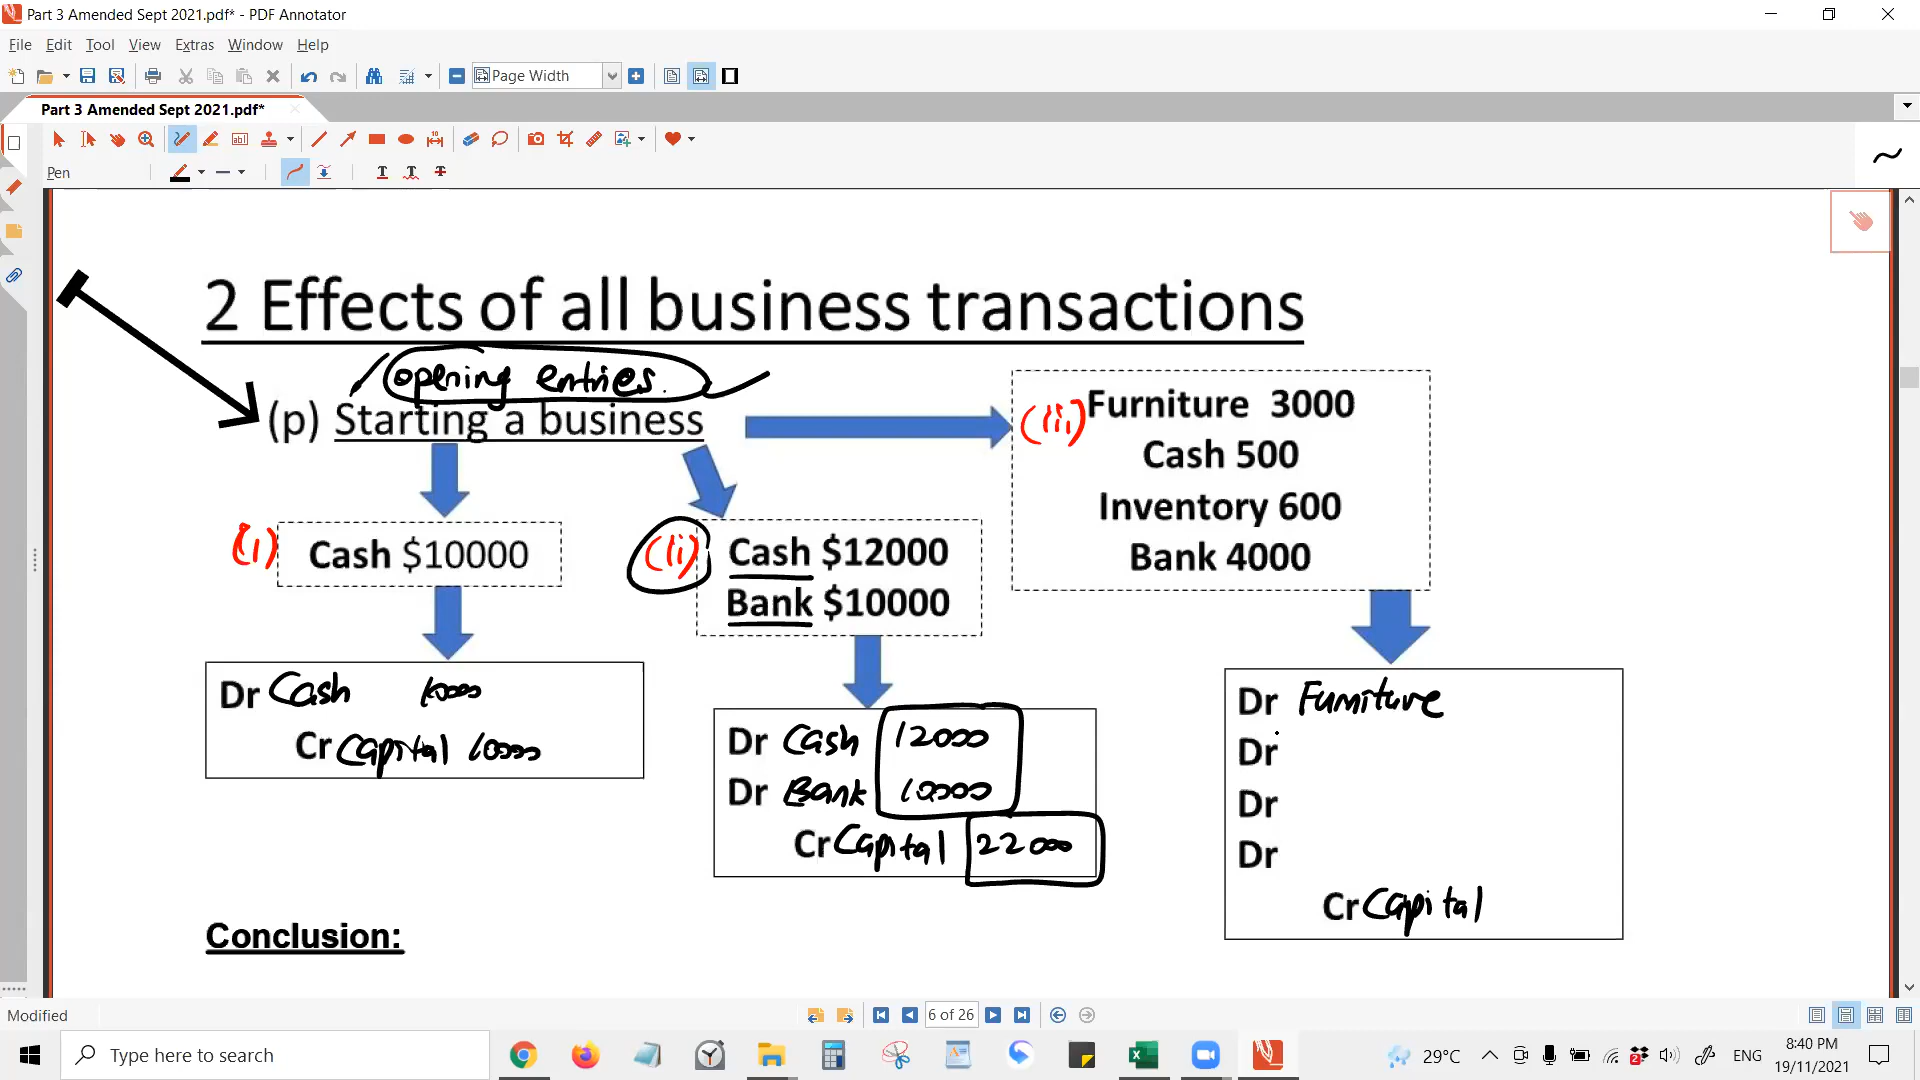 Part 3 Amended Sept 2021.pdf* - PDF Annotator
File Edit Tool View Extras Window Help
Page Width
Part 3 Amended Sept 2021.pdf*
Pen
2 Effects of all business transactions
opening entries.
(p) Starting a business
(iii) Furniture 3000
Cash 500
Inventory 600
Bank 4000
(i) Cash $10000
(ii) Cash $12000
Bank $10000
Dr Cash 10000
Cr Capital 10000
Dr Cash 12000
Dr Bank 10000
Cr Capital 22000
Dr Furniture
Dr
Dr
Dr
Cr Capital
Conclusion:
Modified
6 of 26
Type here to search
29°C
ENG
8:40 PM
19/11/2021